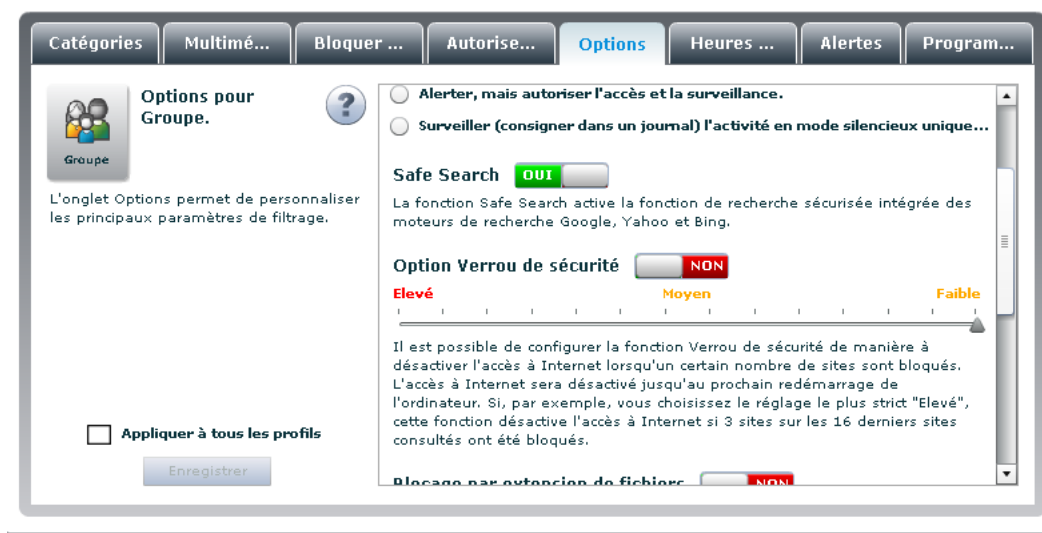 Catégories Multimé... Bloquer ... Autorise... Options Heures ... Alertes Program...
Options pour
Groupe.
?
Groupe
L'onglet Options permet de personnaliser
les principaux paramètres de filtrage.
Appliquer à tous les profils
Enregistrer
Alerter, mais autoriser l'accès et la surveillance.
Surveiller (consigner dans un journal) l'activité en mode silencieux unique...
Safe Search OUI
La fonction Safe Search active la fonction de recherche sécurisée intégrée des
moteurs de recherche Google, Yahoo et Bing.
Option Verrou de sécurité NON
Elevé Moyen Faible
Il est possible de configurer la fonction Verrou de sécurité de manière à
désactiver l'accès à Internet lorsqu'un certain nombre de sites sont bloqués.
L'accès à Internet sera désactivé jusqu'au prochain redémarrage de
l'ordinateur. Si, par exemple, vous choisissez le réglage le plus strict "Elevé",
cette fonction désactive l'accès à Internet si 3 sites sur les 16 derniers sites
consultés ont été bloqués.
Blocage par extension de fichiers NON